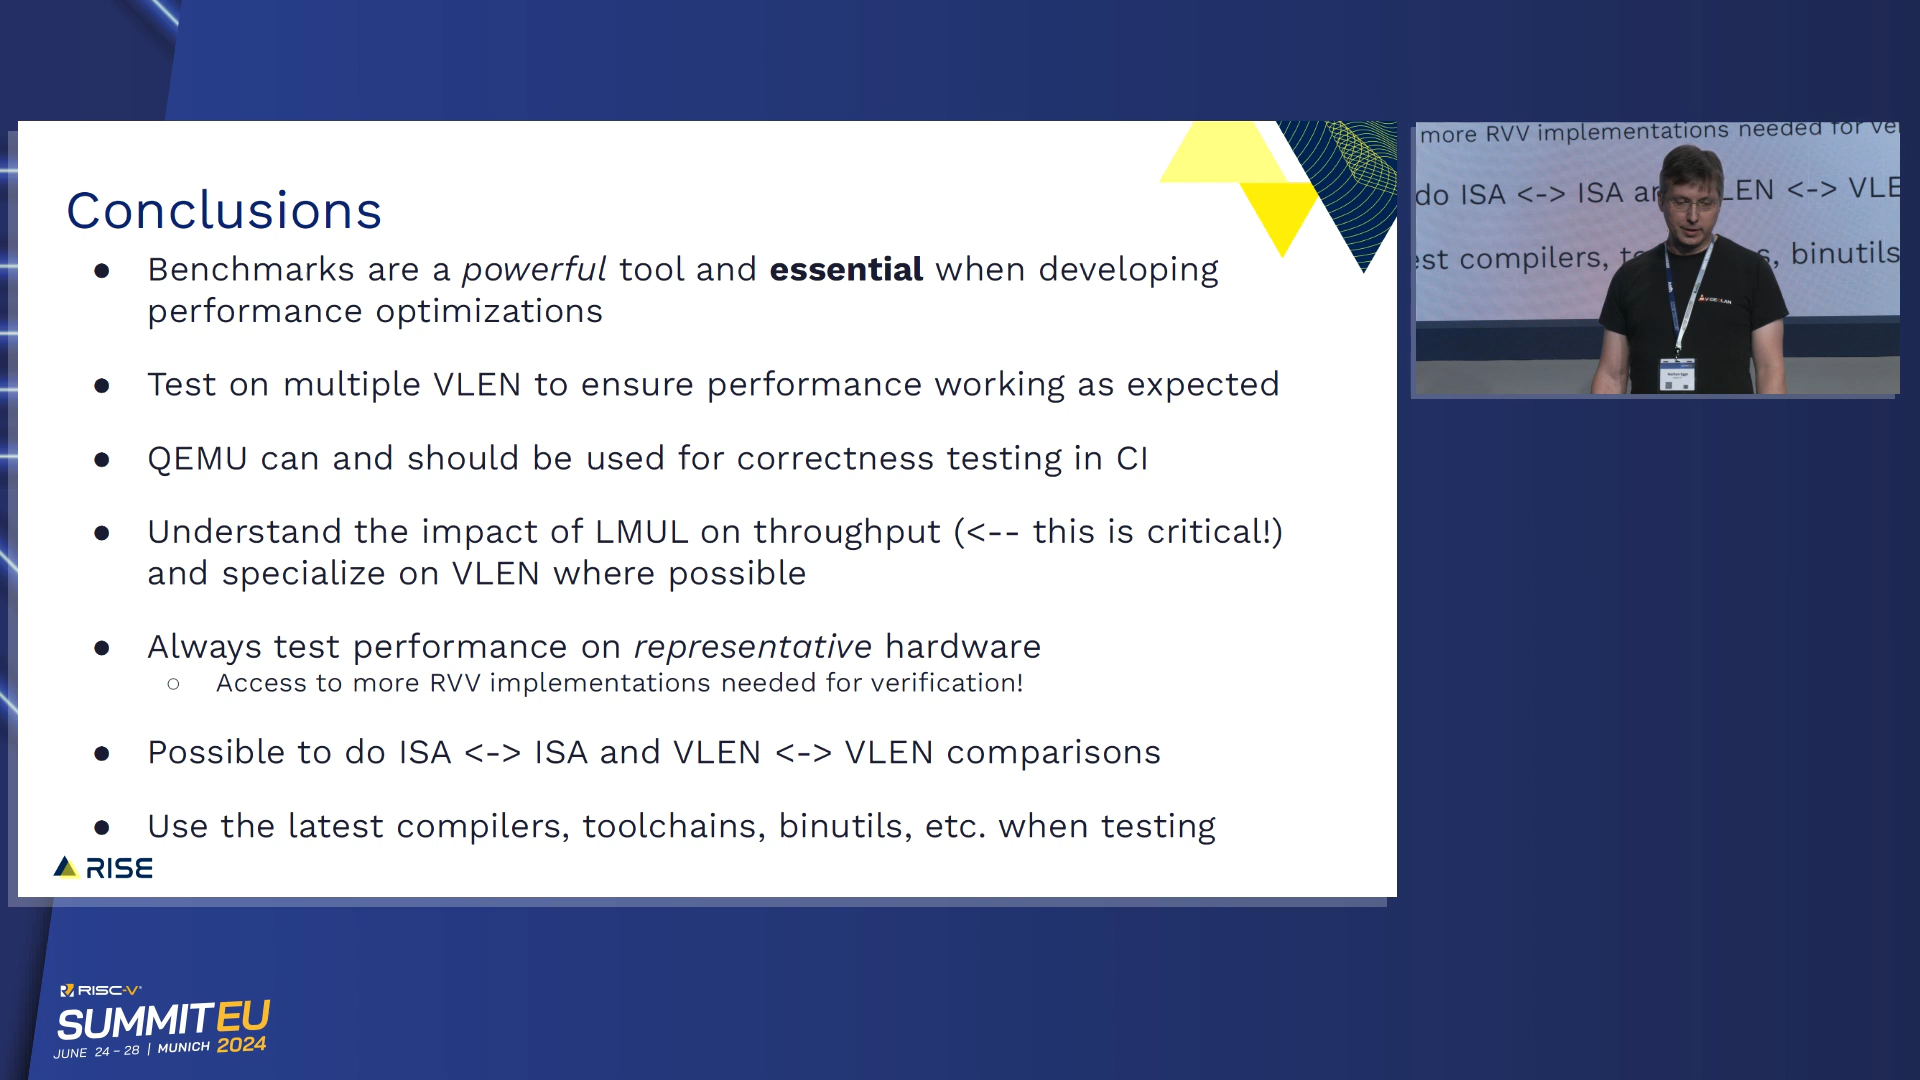 Conclusions
● Benchmarks are a powerful tool and essential when developing
performance optimizations
● Test on multiple VLEN to ensure performance working as expected
● QEMU can and should be used for correctness testing in CI
● Understand the impact of LMUL on throughput (<-- this is critical!)
and specialize on VLEN where possible
● Always test performance on representative hardware
○ Access to more RVV implementations needed for verification!
● Possible to do ISA <-> ISA and VLEN <-> VLEN comparisons
● Use the latest compilers, toolchains, binutils, etc. when testing
RISE
more RVV implementations needed for
do ISA <-> ISA LEN <-> VLE
compilers, binutils
RISC-V®
SUMMIT EU
JUNE 24 – 28 | MUNICH 2024